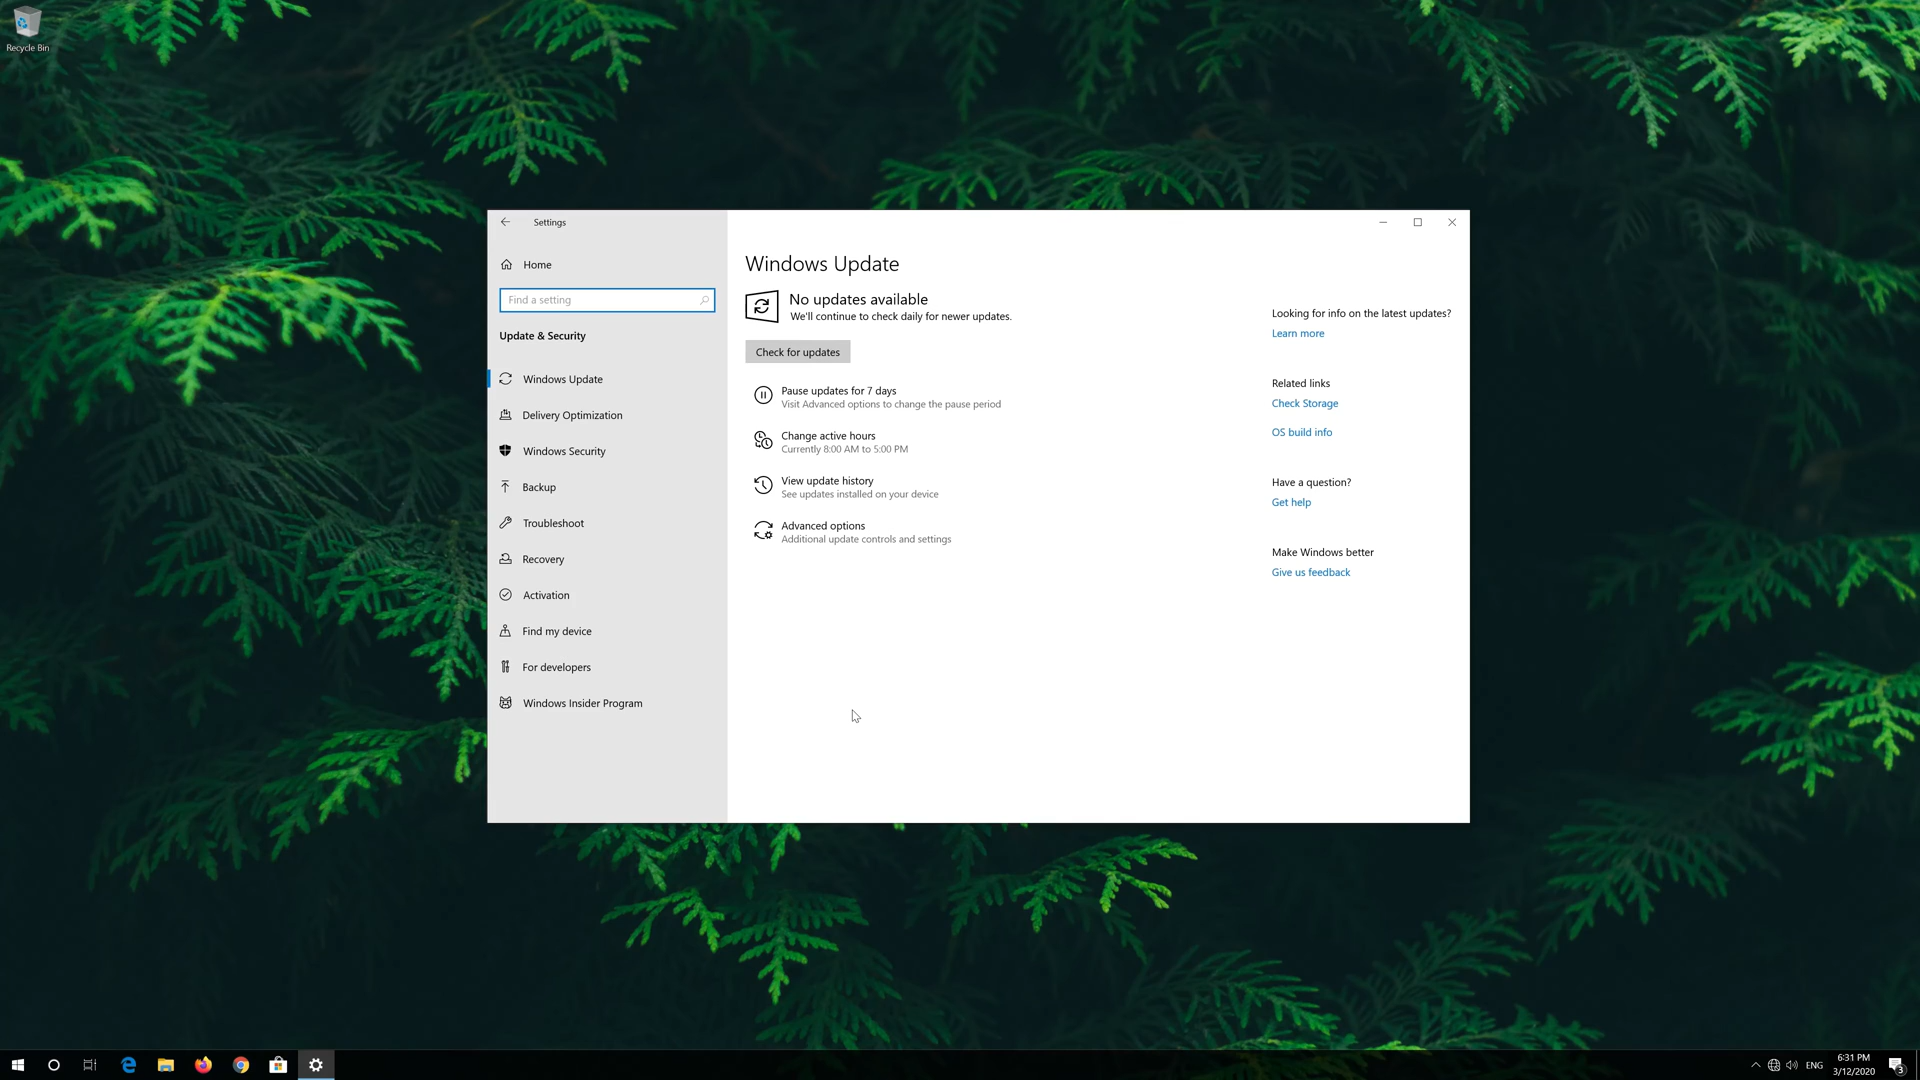 Recycle Bin
Settings
Home
Find a setting
Update & Security
Windows Update
Delivery Optimization
Windows Security
Backup
Troubleshoot
Recovery
Activation
Find my device
For developers
Windows Insider Program
Windows Update
No updates available
We'll continue to check daily for newer updates.
Check for updates
Pause updates for 7 days
Visit Advanced options to change the pause period
Change active hours
Currently 8:00 AM to 5:00 PM
View update history
See updates installed on your device
Advanced options
Additional update controls and settings
Looking for info on the latest updates?
Learn more
Related links
Check Storage
OS build info
Have a question?
Get help
Make Windows better
Give us feedback
ENG
6:31 PM
3/12/2020
3